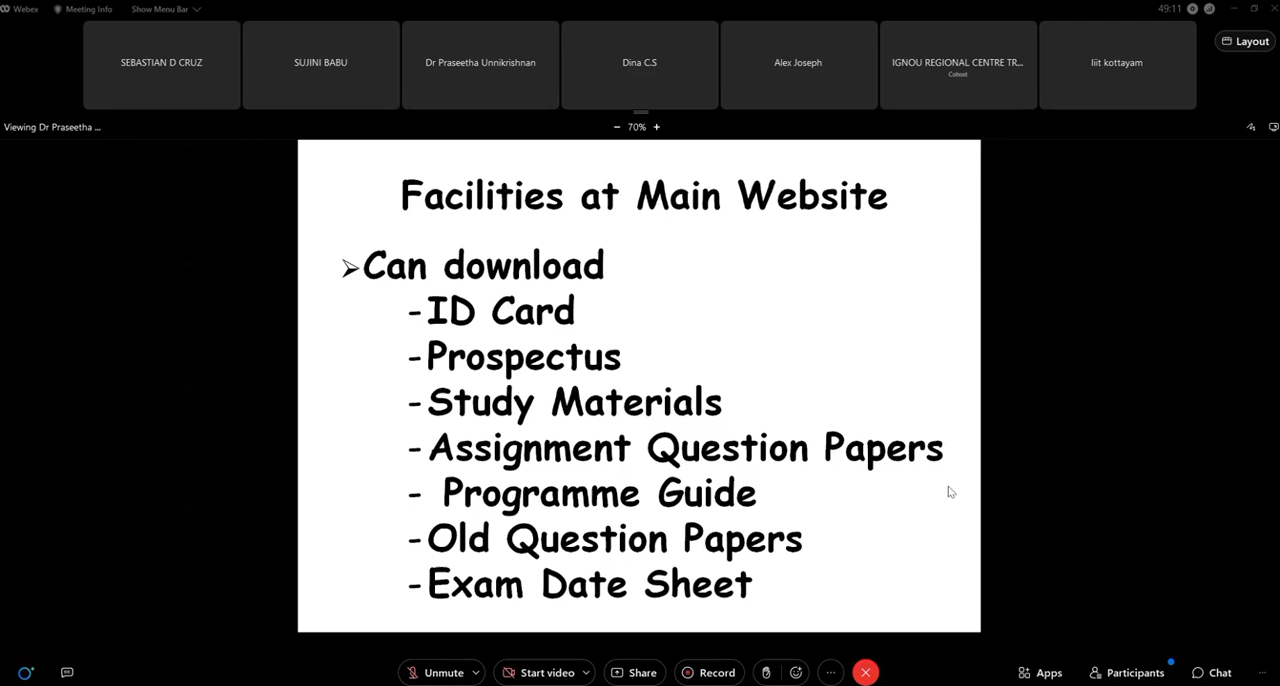 Webex Meeting Info Show Menu Bar 49:11
Layout
SEBASTIAN D CRUZ
SUJINI BABU
Dr Praseetha Unnikrishnan
Dina C.S
Alex Joseph
IGNOU REGIONAL CENTRE TR...
Cohost
liit kottayam
Viewing Dr Praseetha ...
− 70% +
Facilities at Main Website
➢Can download
-ID Card
-Prospectus
-Study Materials
-Assignment Question Papers
- Programme Guide
-Old Question Papers
-Exam Date Sheet
Unmute Start video Share Record Apps Participants Chat